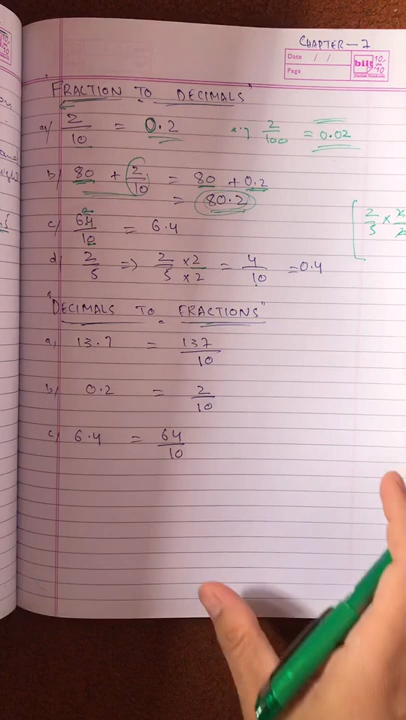 CHAPTER-7
Date / /
Page
bilt
FRACTION TO DECIMALS
a) 2/10 = 0.2 a.) 2/100 = 0.02
b) 80 + 2/10 = 80 + 0.2
= 80.2
c) 64/10 = 6.4
d) 2/5 => 2/5 × 2/× 2 = 4/10 = 0.4
"DECIMALS TO FRACTIONS"
a) 13.7 = 137/10
b) 0.2 = 2/10
c) 6.4 = 64/10